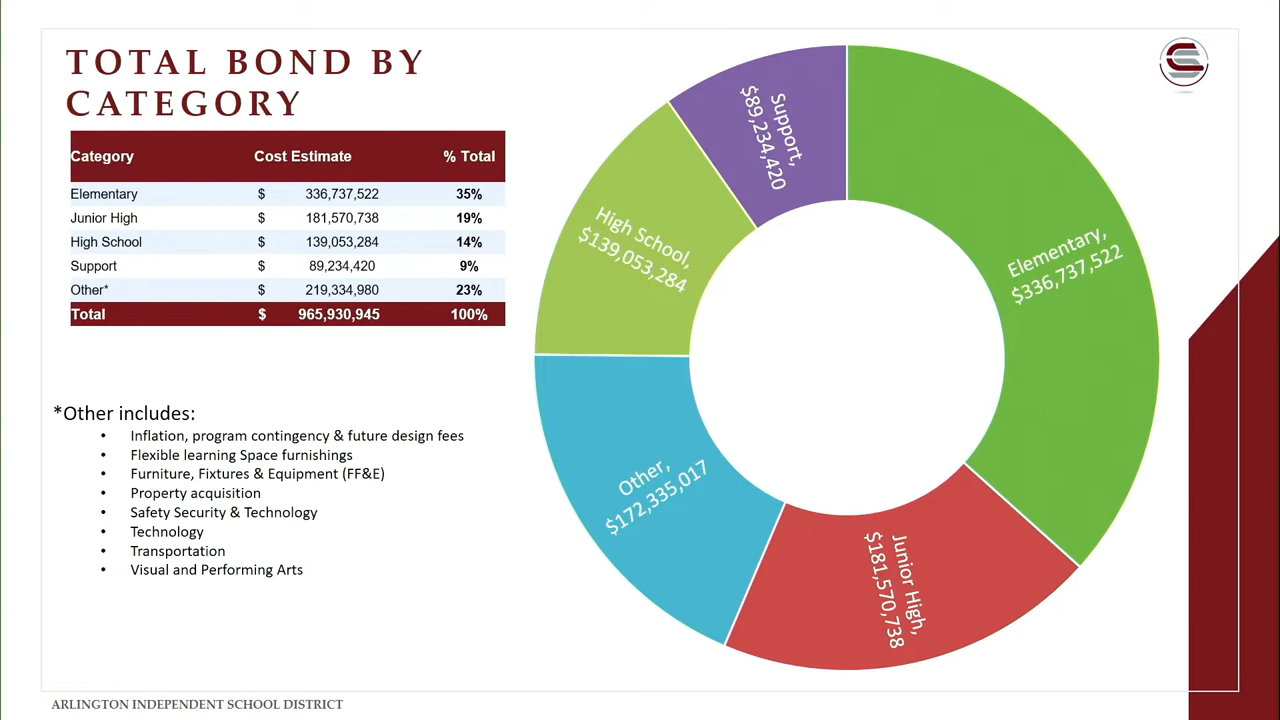 TOTAL BOND BY
CATEGORY
Category Cost Estimate % Total
Elementary $ 336,737,522 35%
Junior High $ 181,570,738 19%
High School $ 139,053,284 14%
Support $ 89,234,420 9%
Other* $ 219,334,980 23%
Total $ 965,930,945 100%
*Other includes:
• Inflation, program contingency & future design fees
• Flexible learning Space furnishings
• Furniture, Fixtures & Equipment (FF&E)
• Property acquisition
• Safety Security & Technology
• Technology
• Transportation
• Visual and Performing Arts
Support,
$89,234,420
High School,
$139,053,284
Elementary,
$336,737,522
Other,
$172,335,017
Junior High,
$181,570,738
ARLINGTON INDEPENDENT SCHOOL DISTRICT